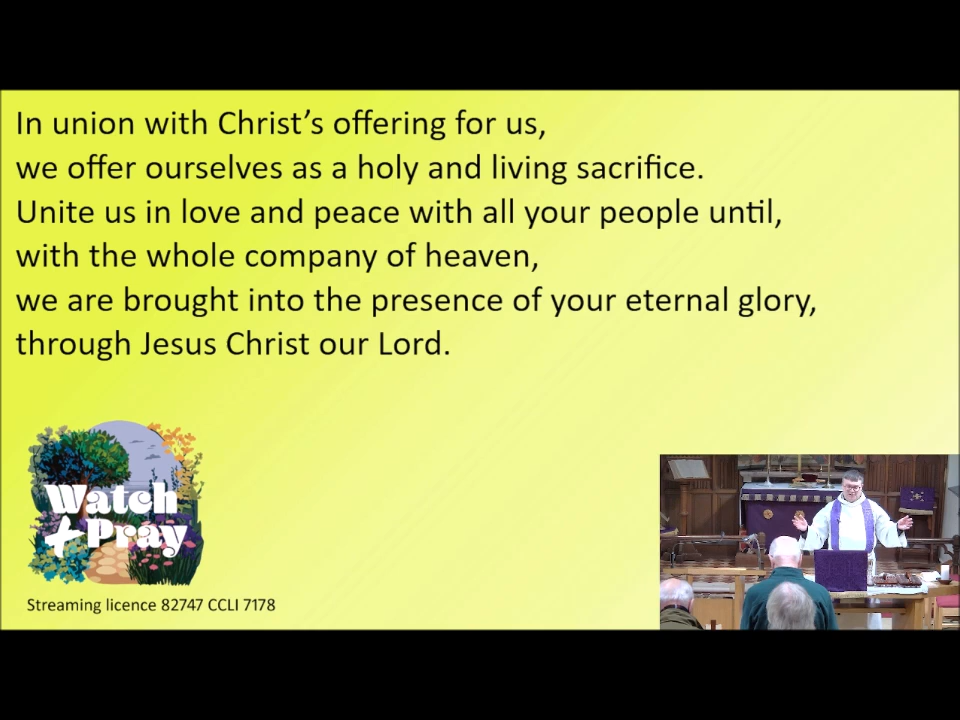 In union with Christ’s offering for us,
we offer ourselves as a holy and living sacrifice.
Unite us in love and peace with all your people until,
with the whole company of heaven,
we are brought into the presence of your eternal glory,
through Jesus Christ our Lord.
Watch
+Pray
Streaming licence 82747 CCLI 7178